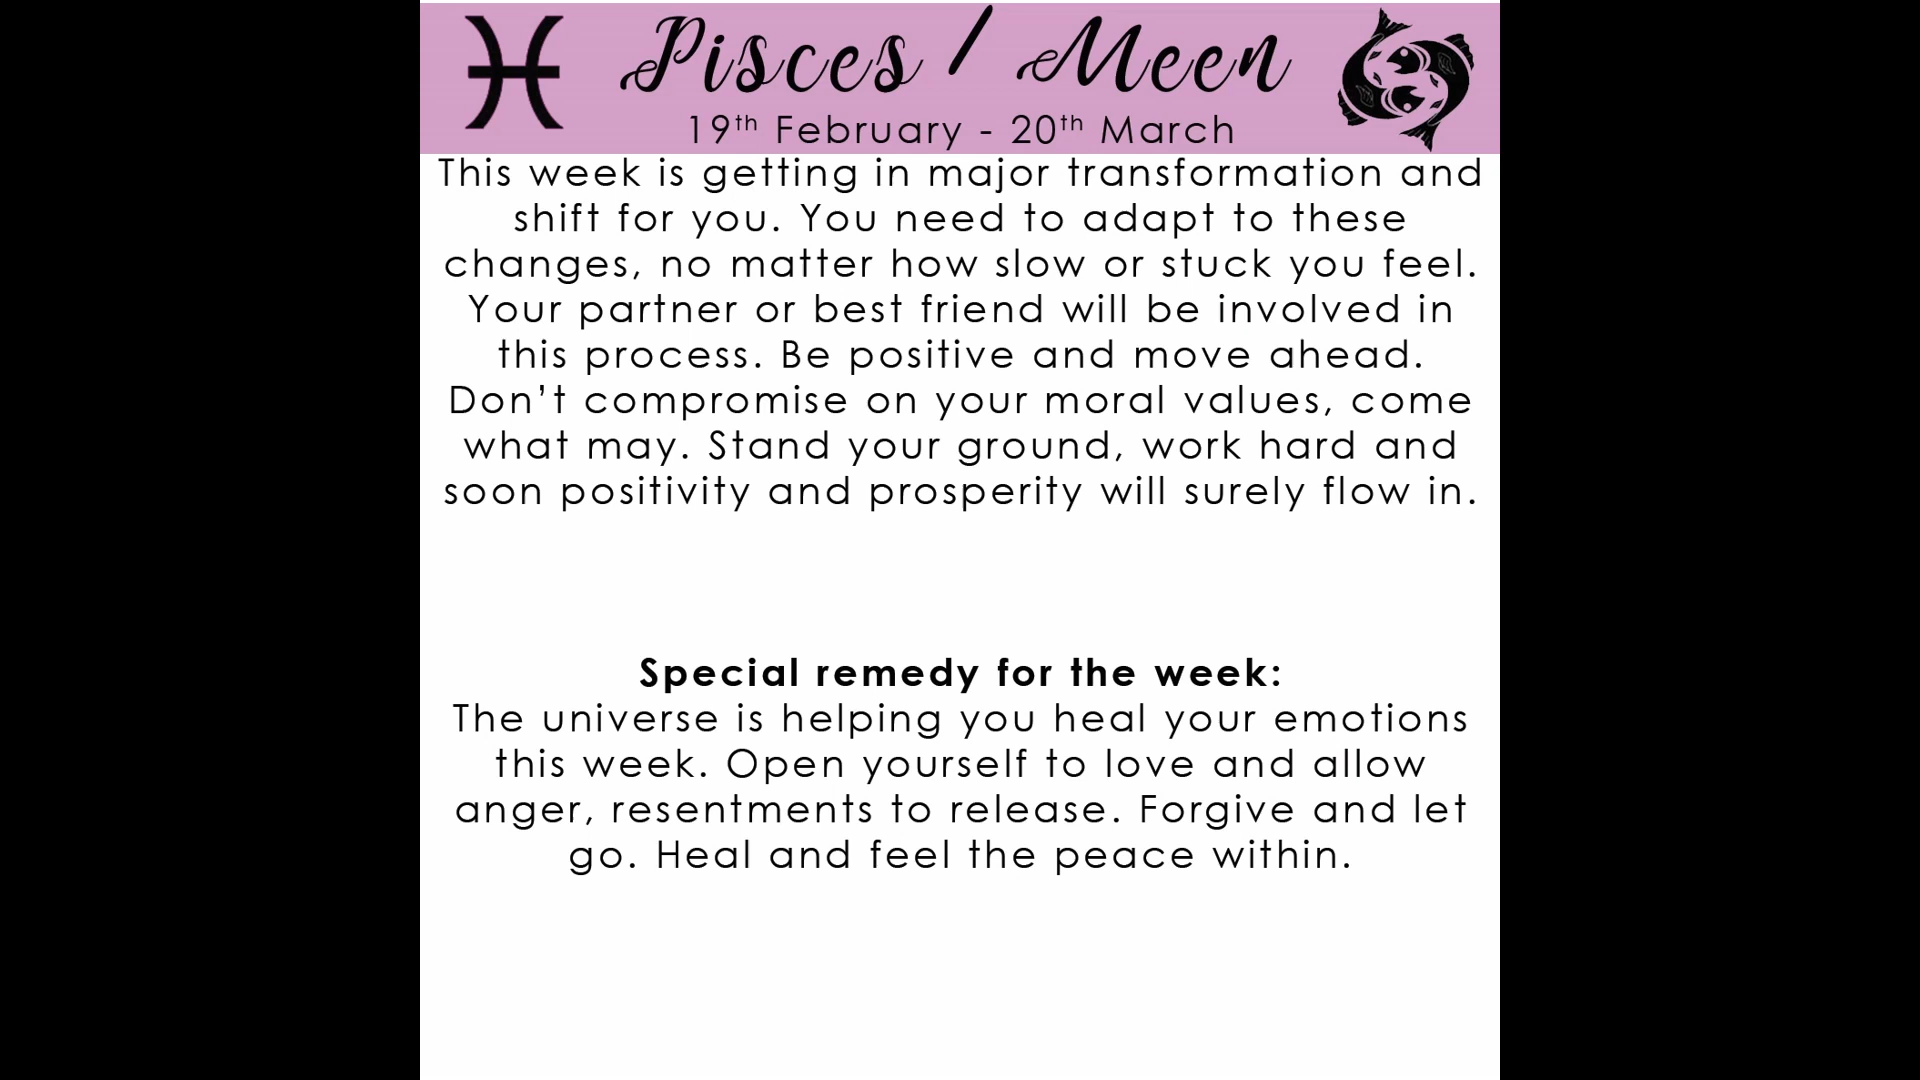 Pisces / Meen
19th February - 20th March
This week is getting in major transformation and
shift for you. You need to adapt to these
changes, no matter how slow or stuck you feel.
Your partner or best friend will be involved in
this process. Be positive and move ahead.
Don’t compromise on your moral values, come
what may. Stand your ground, work hard and
soon positivity and prosperity will surely flow in.
Special remedy for the week:
The universe is helping you heal your emotions
this week. Open yourself to love and allow
anger, resentments to release. Forgive and let
go. Heal and feel the peace within.